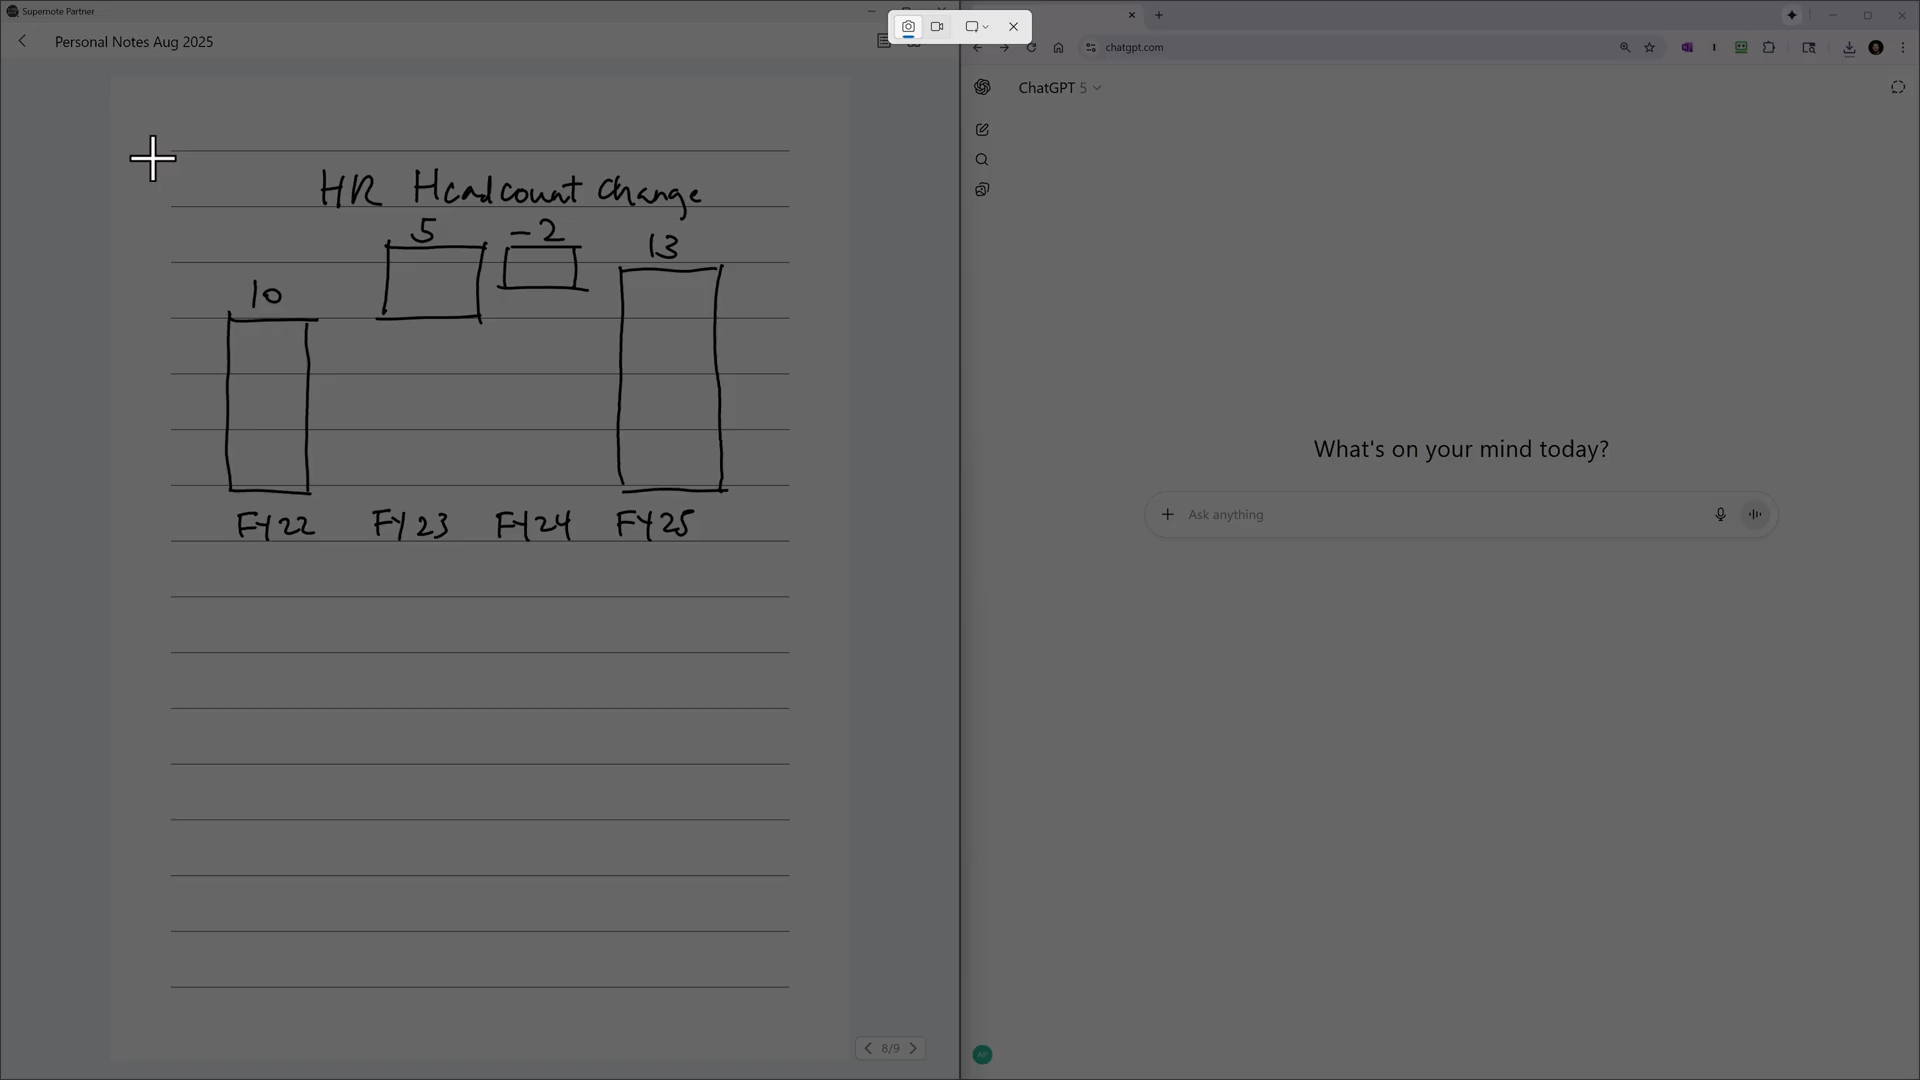 Supernote Partner
Personal Notes Aug 2025
HR Headcount Change
5 -2 13
10
FY22 FY23 FY24 FY25
8/9
chatgpt.com
ChatGPT 5
What's on your mind today?
Ask anything
AP